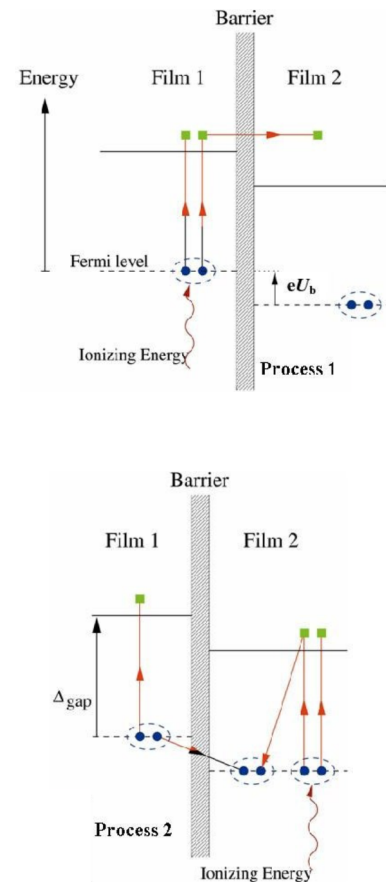 Barrier
Energy
Film 1
Film 2
Fermi level
eU_b
Ionizing Energy
Process 1
Barrier
Film 1
Film 2
Δgap
Process 2
Ionizing Energy